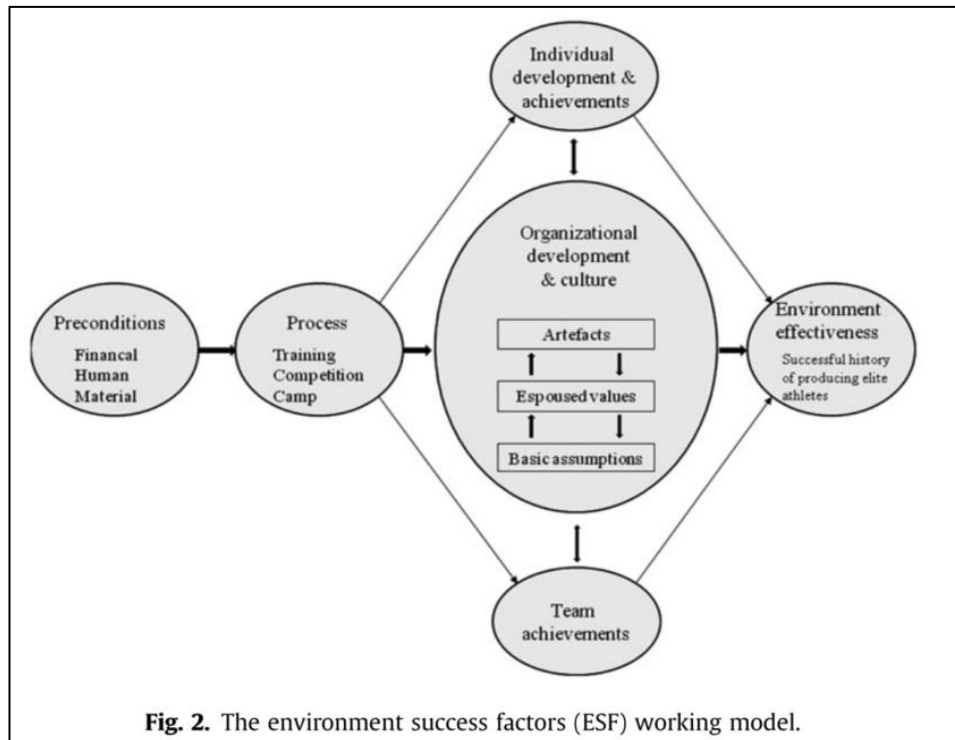 Individual
development &
achievements
Organizational
development
& culture
Preconditions
Financal
Human
Material
Process
Training
Competition
Camp
Artefacts
Espoused values
Basic assumptions
Environment
effectiveness
Successful history
of producing elite
athletes
Team
achievements
Fig. 2. The environment success factors (ESF) working model.